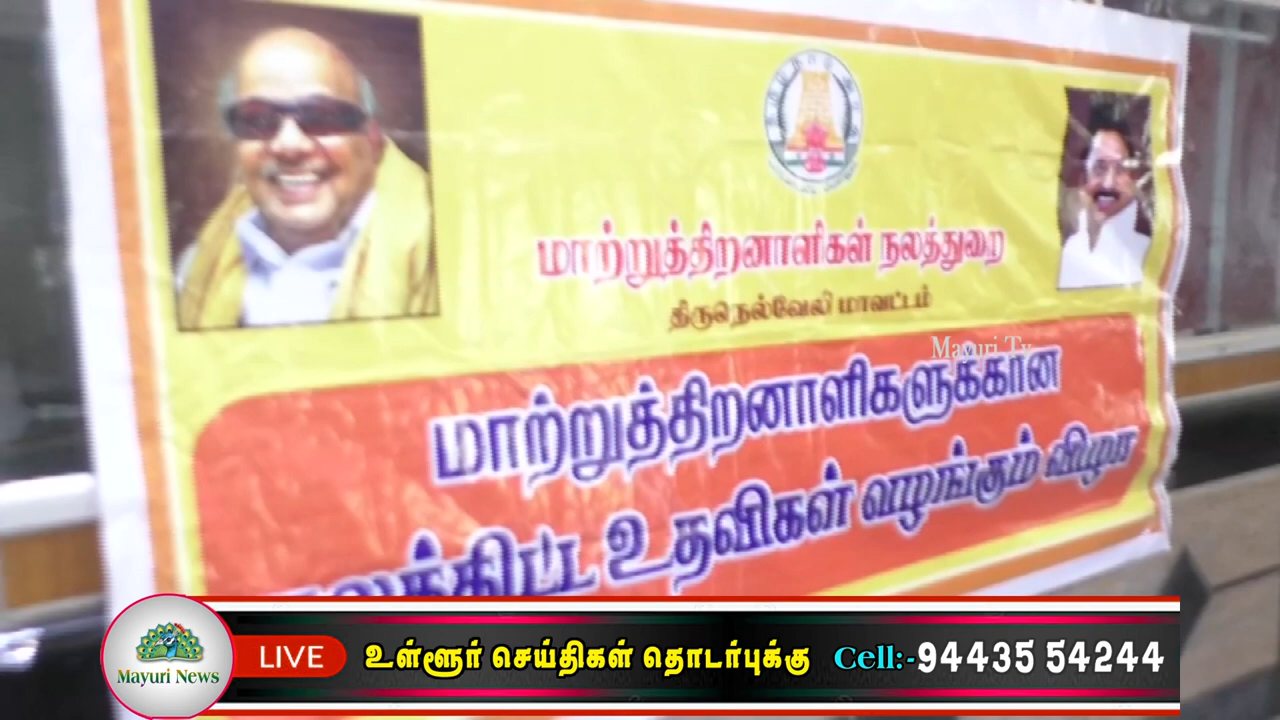 மாற்றுத்திறனாளிகள் நலத்துறை
திருநெல்வேலி மாவட்டம்
Mayuri Tv
மாற்றுத்திறனாளிகளுக்கான
நலத்திட்ட உதவிகள் வழங்கும் விழா
Mayuri News
LIVE
உள்ளூர் செய்திகள் தொடர்புக்கு Cell:-94435 54244